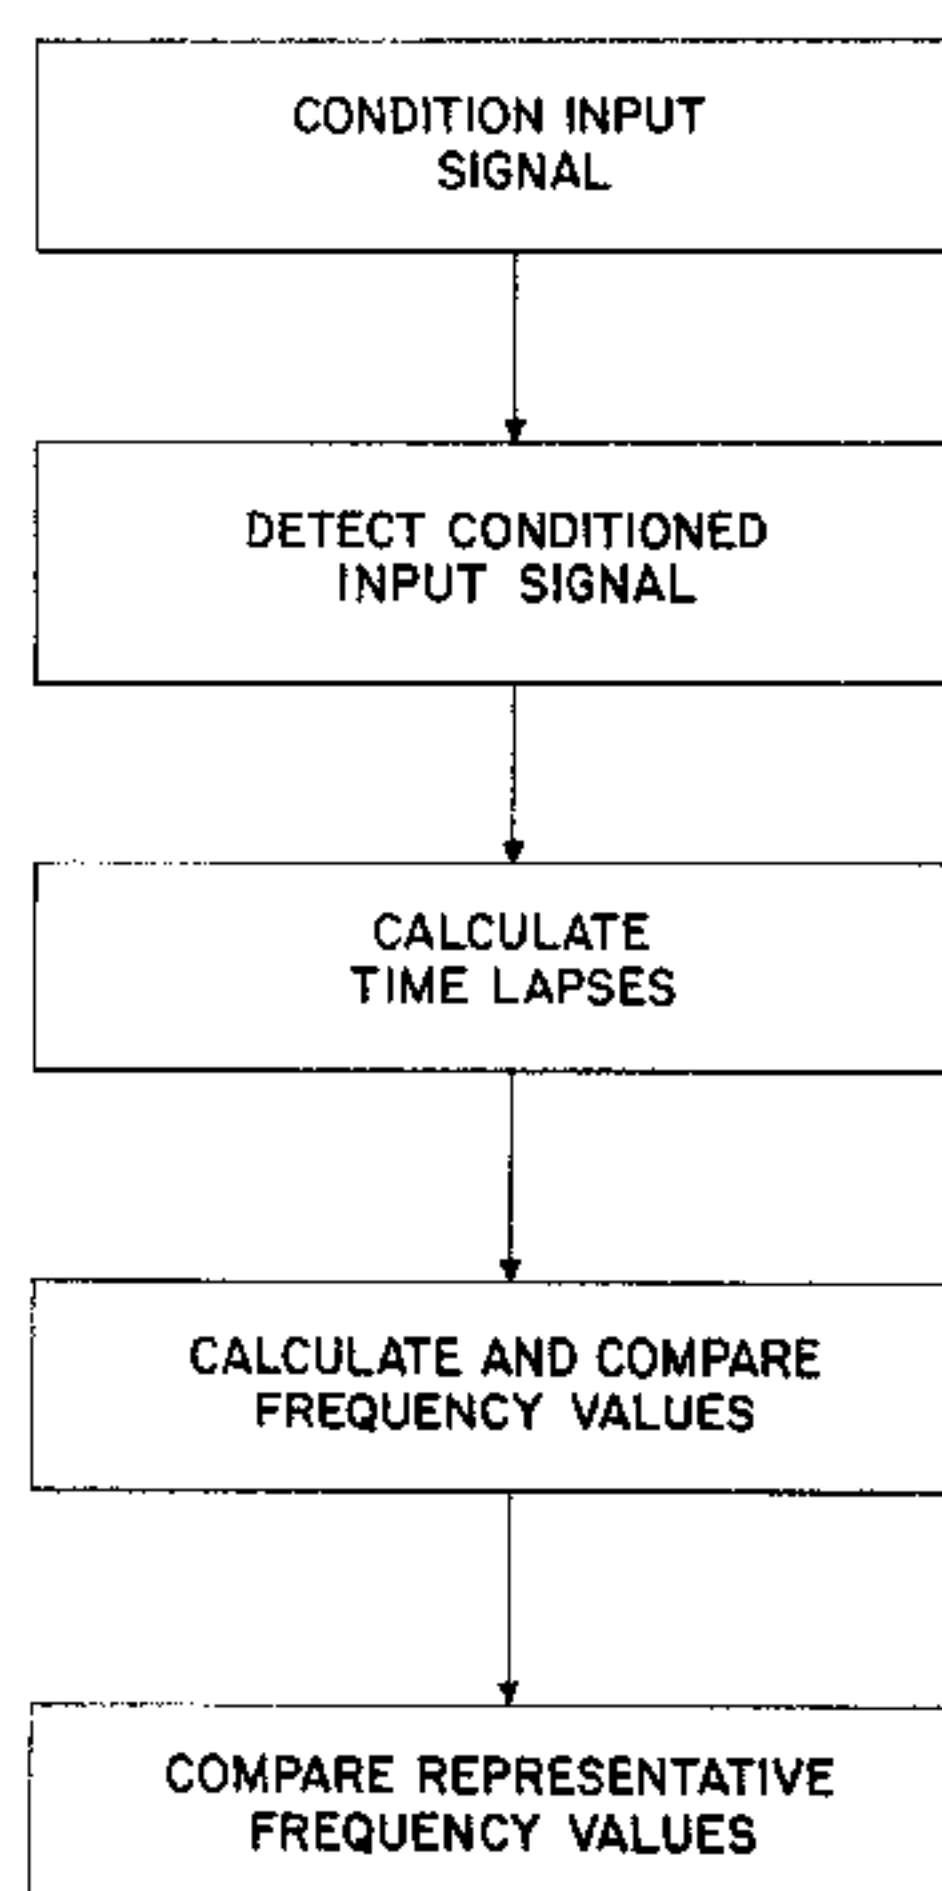 CONDITION INPUT
SIGNAL
DETECT CONDITIONED
INPUT SIGNAL
CALCULATE
TIME LAPSES
CALCULATE AND COMPARE
FREQUENCY VALUES
COMPARE REPRESENTATIVE
FREQUENCY VALUES